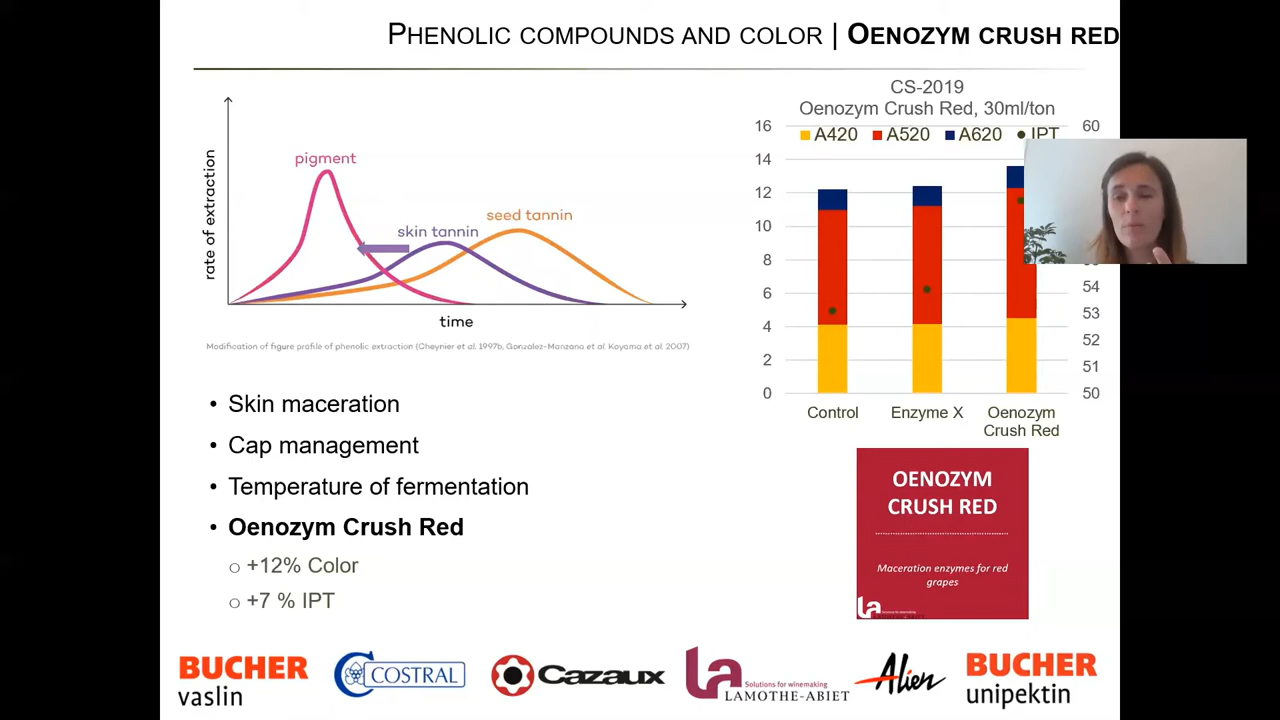 PHENOLIC COMPOUNDS AND COLOR | OENOZYM CRUSH RED
pigment
skin tannin
seed tannin
rate of extraction
time
Modification of figure profile of phenolic extraction (Cheynier et al. 1997b, Gonzalez-Manzana et al. Koyama et al. 2007)
CS-2019
Oenozym Crush Red, 30ml/ton
A420 A520 A620 IPT
16
14
12
10
8
6
4
2
0
60
54
53
52
51
50
Control
Enzyme X
Oenozym
Crush Red
• Skin maceration
• Cap management
• Temperature of fermentation
• Oenozym Crush Red
o +12% Color
o +7 % IPT
OENOZYM
CRUSH RED
Maceration enzymes for red
grapes
la
BUCHER
vaslin
COSTRAL
Cazaux
la
Solutions for winemaking
LAMOTHE-ABIET
Alien
BUCHER
unipektin